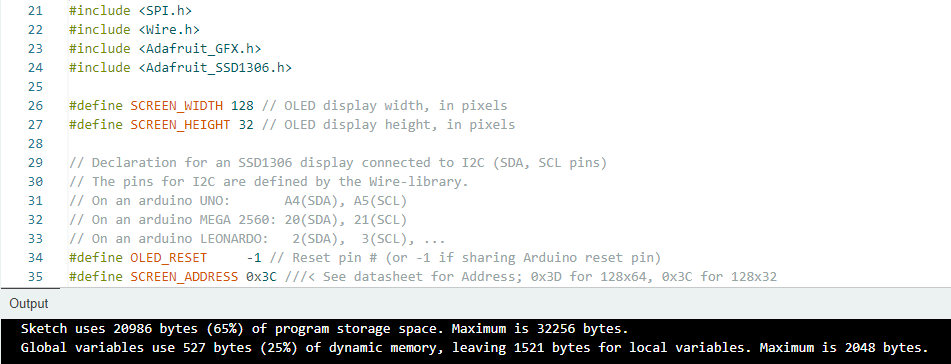 21 #include <SPI.h>
22 #include <Wire.h>
23 #include <Adafruit_GFX.h>
24 #include <Adafruit_SSD1306.h>
25
26 #define SCREEN_WIDTH 128 // OLED display width, in pixels
27 #define SCREEN_HEIGHT 32 // OLED display height, in pixels
28
29 // Declaration for an SSD1306 display connected to I2C (SDA, SCL pins)
30 // The pins for I2C are defined by the Wire-library.
31 // On an arduino UNO:       A4(SDA), A5(SCL)
32 // On an arduino MEGA 2560: 20(SDA), 21(SCL)
33 // On an arduino LEONARDO:   2(SDA),  3(SCL), ...
34 #define OLED_RESET     -1 // Reset pin # (or -1 if sharing Arduino reset pin)
35 #define SCREEN_ADDRESS 0x3C ///< See datasheet for Address; 0x3D for 128x64, 0x3C for 128x32
Output
Sketch uses 20986 bytes (65%) of program storage space. Maximum is 32256 bytes.
Global variables use 527 bytes (25%) of dynamic memory, leaving 1521 bytes for local variables. Maximum is 2048 bytes.